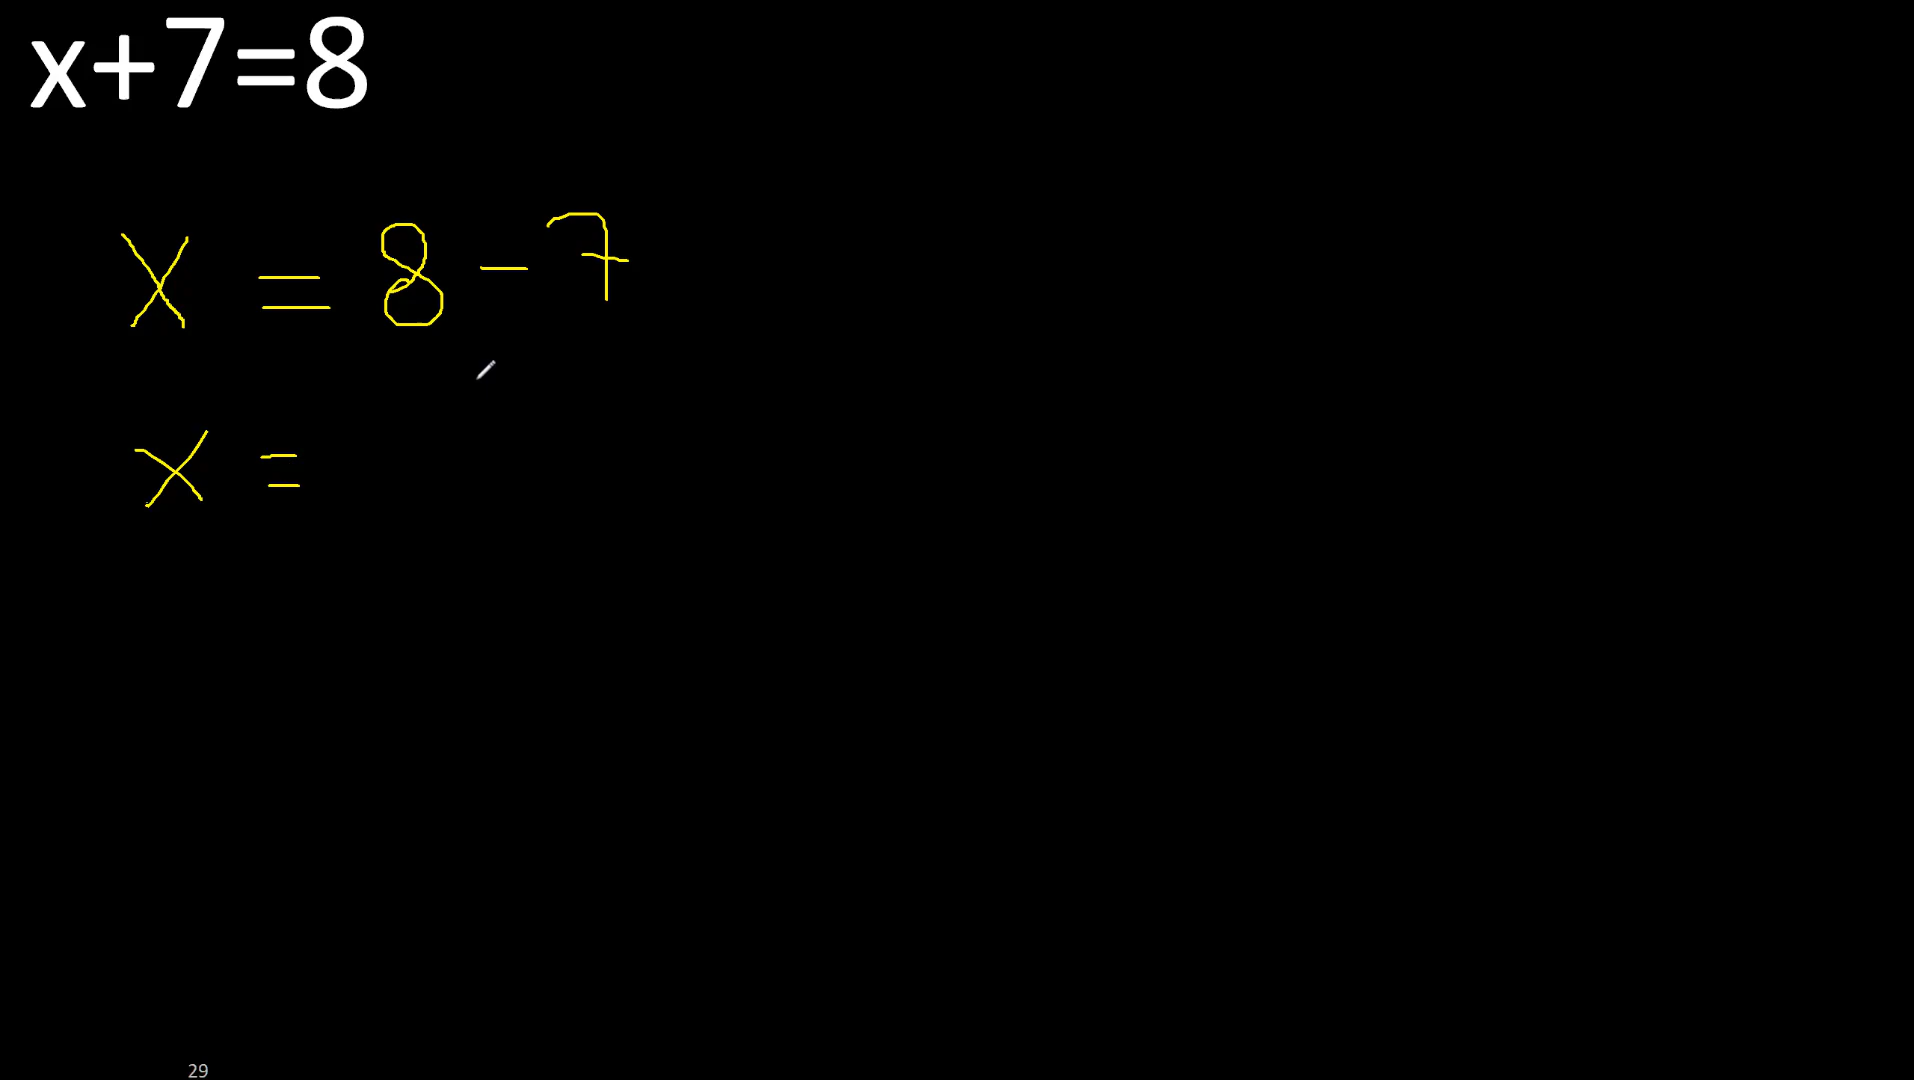 x+7=8
x = 8 - 7
x =
29